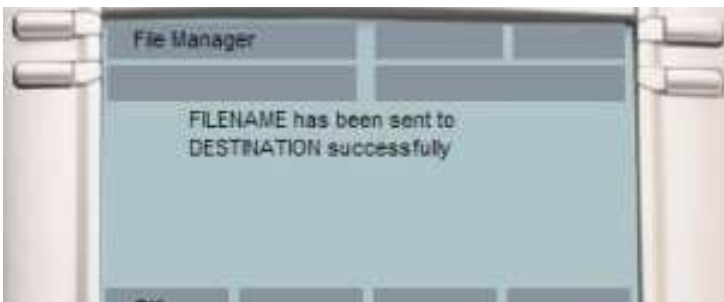 File Manager
FILENAME has been sent to
DESTINATION successfully